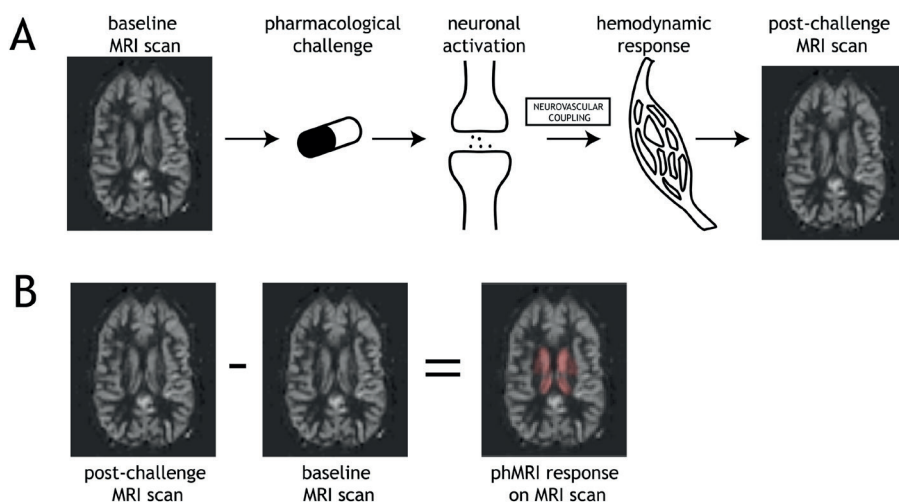 A
baseline
MRI scan
pharmacological
challenge
neuronal
activation
hemodynamic
response
post-challenge
MRI scan
NEUROVASCULAR
COUPLING
B
-
=
post-challenge
MRI scan
baseline
MRI scan
phMRI response
on MRI scan